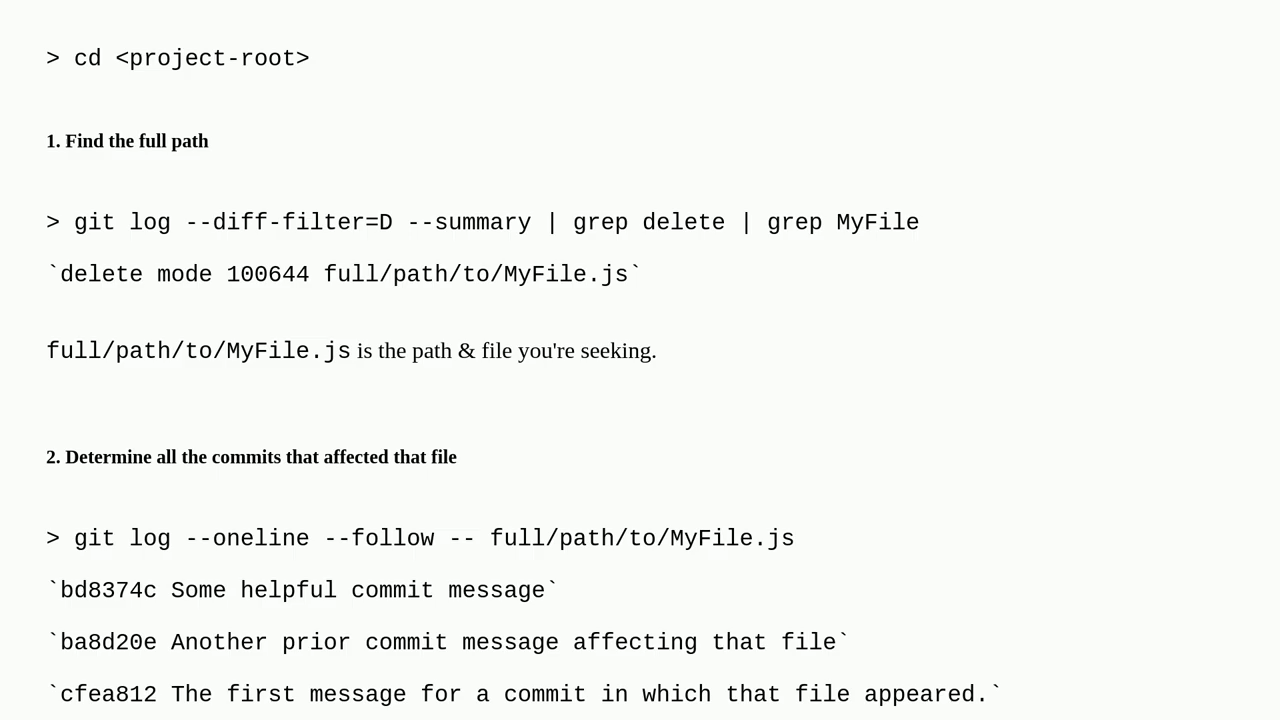 > cd <project-root>
1. Find the full path
> git log --diff-filter=D --summary | grep delete | grep MyFile
`delete mode 100644 full/path/to/MyFile.js`
full/path/to/MyFile.js is the path & file you're seeking.
2. Determine all the commits that affected that file
> git log --oneline --follow -- full/path/to/MyFile.js
`bd8374c Some helpful commit message`
`ba8d20e Another prior commit message affecting that file`
`cfea812 The first message for a commit in which that file appeared.`